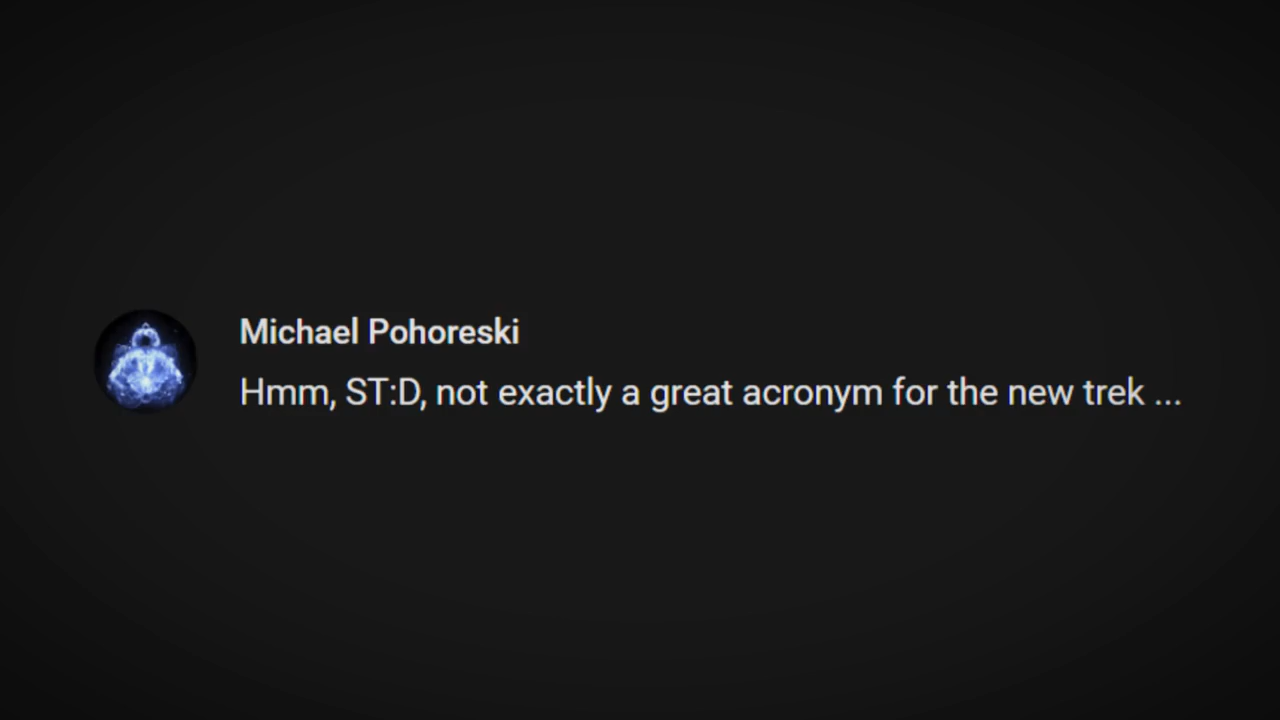 Michael Pohoreski
Hmm, ST:D, not exactly a great acronym for the new trek ...